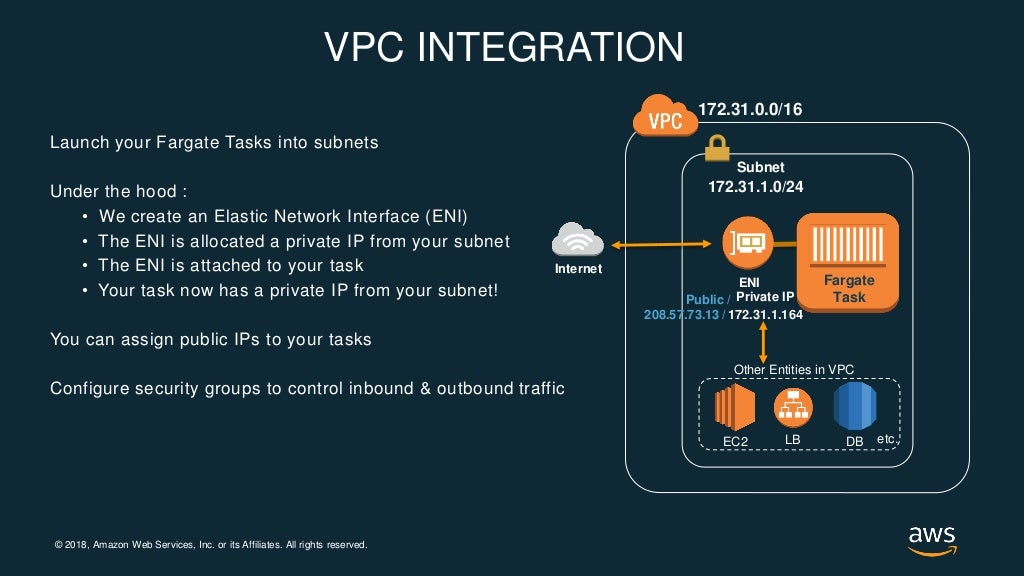 VPC INTEGRATION
Launch your Fargate Tasks into subnets
Under the hood :
• We create an Elastic Network Interface (ENI)
• The ENI is allocated a private IP from your subnet
• The ENI is attached to your task
• Your task now has a private IP from your subnet!
You can assign public IPs to your tasks
Configure security groups to control inbound & outbound traffic
VPC
172.31.0.0/16
Subnet
172.31.1.0/24
Internet
ENI
Fargate
Task
Public / Private IP
208.57.73.13 / 172.31.1.164
Other Entities in VPC
EC2
LB
DB
etc.
© 2018, Amazon Web Services, Inc. or its Affiliates. All rights reserved.
aws